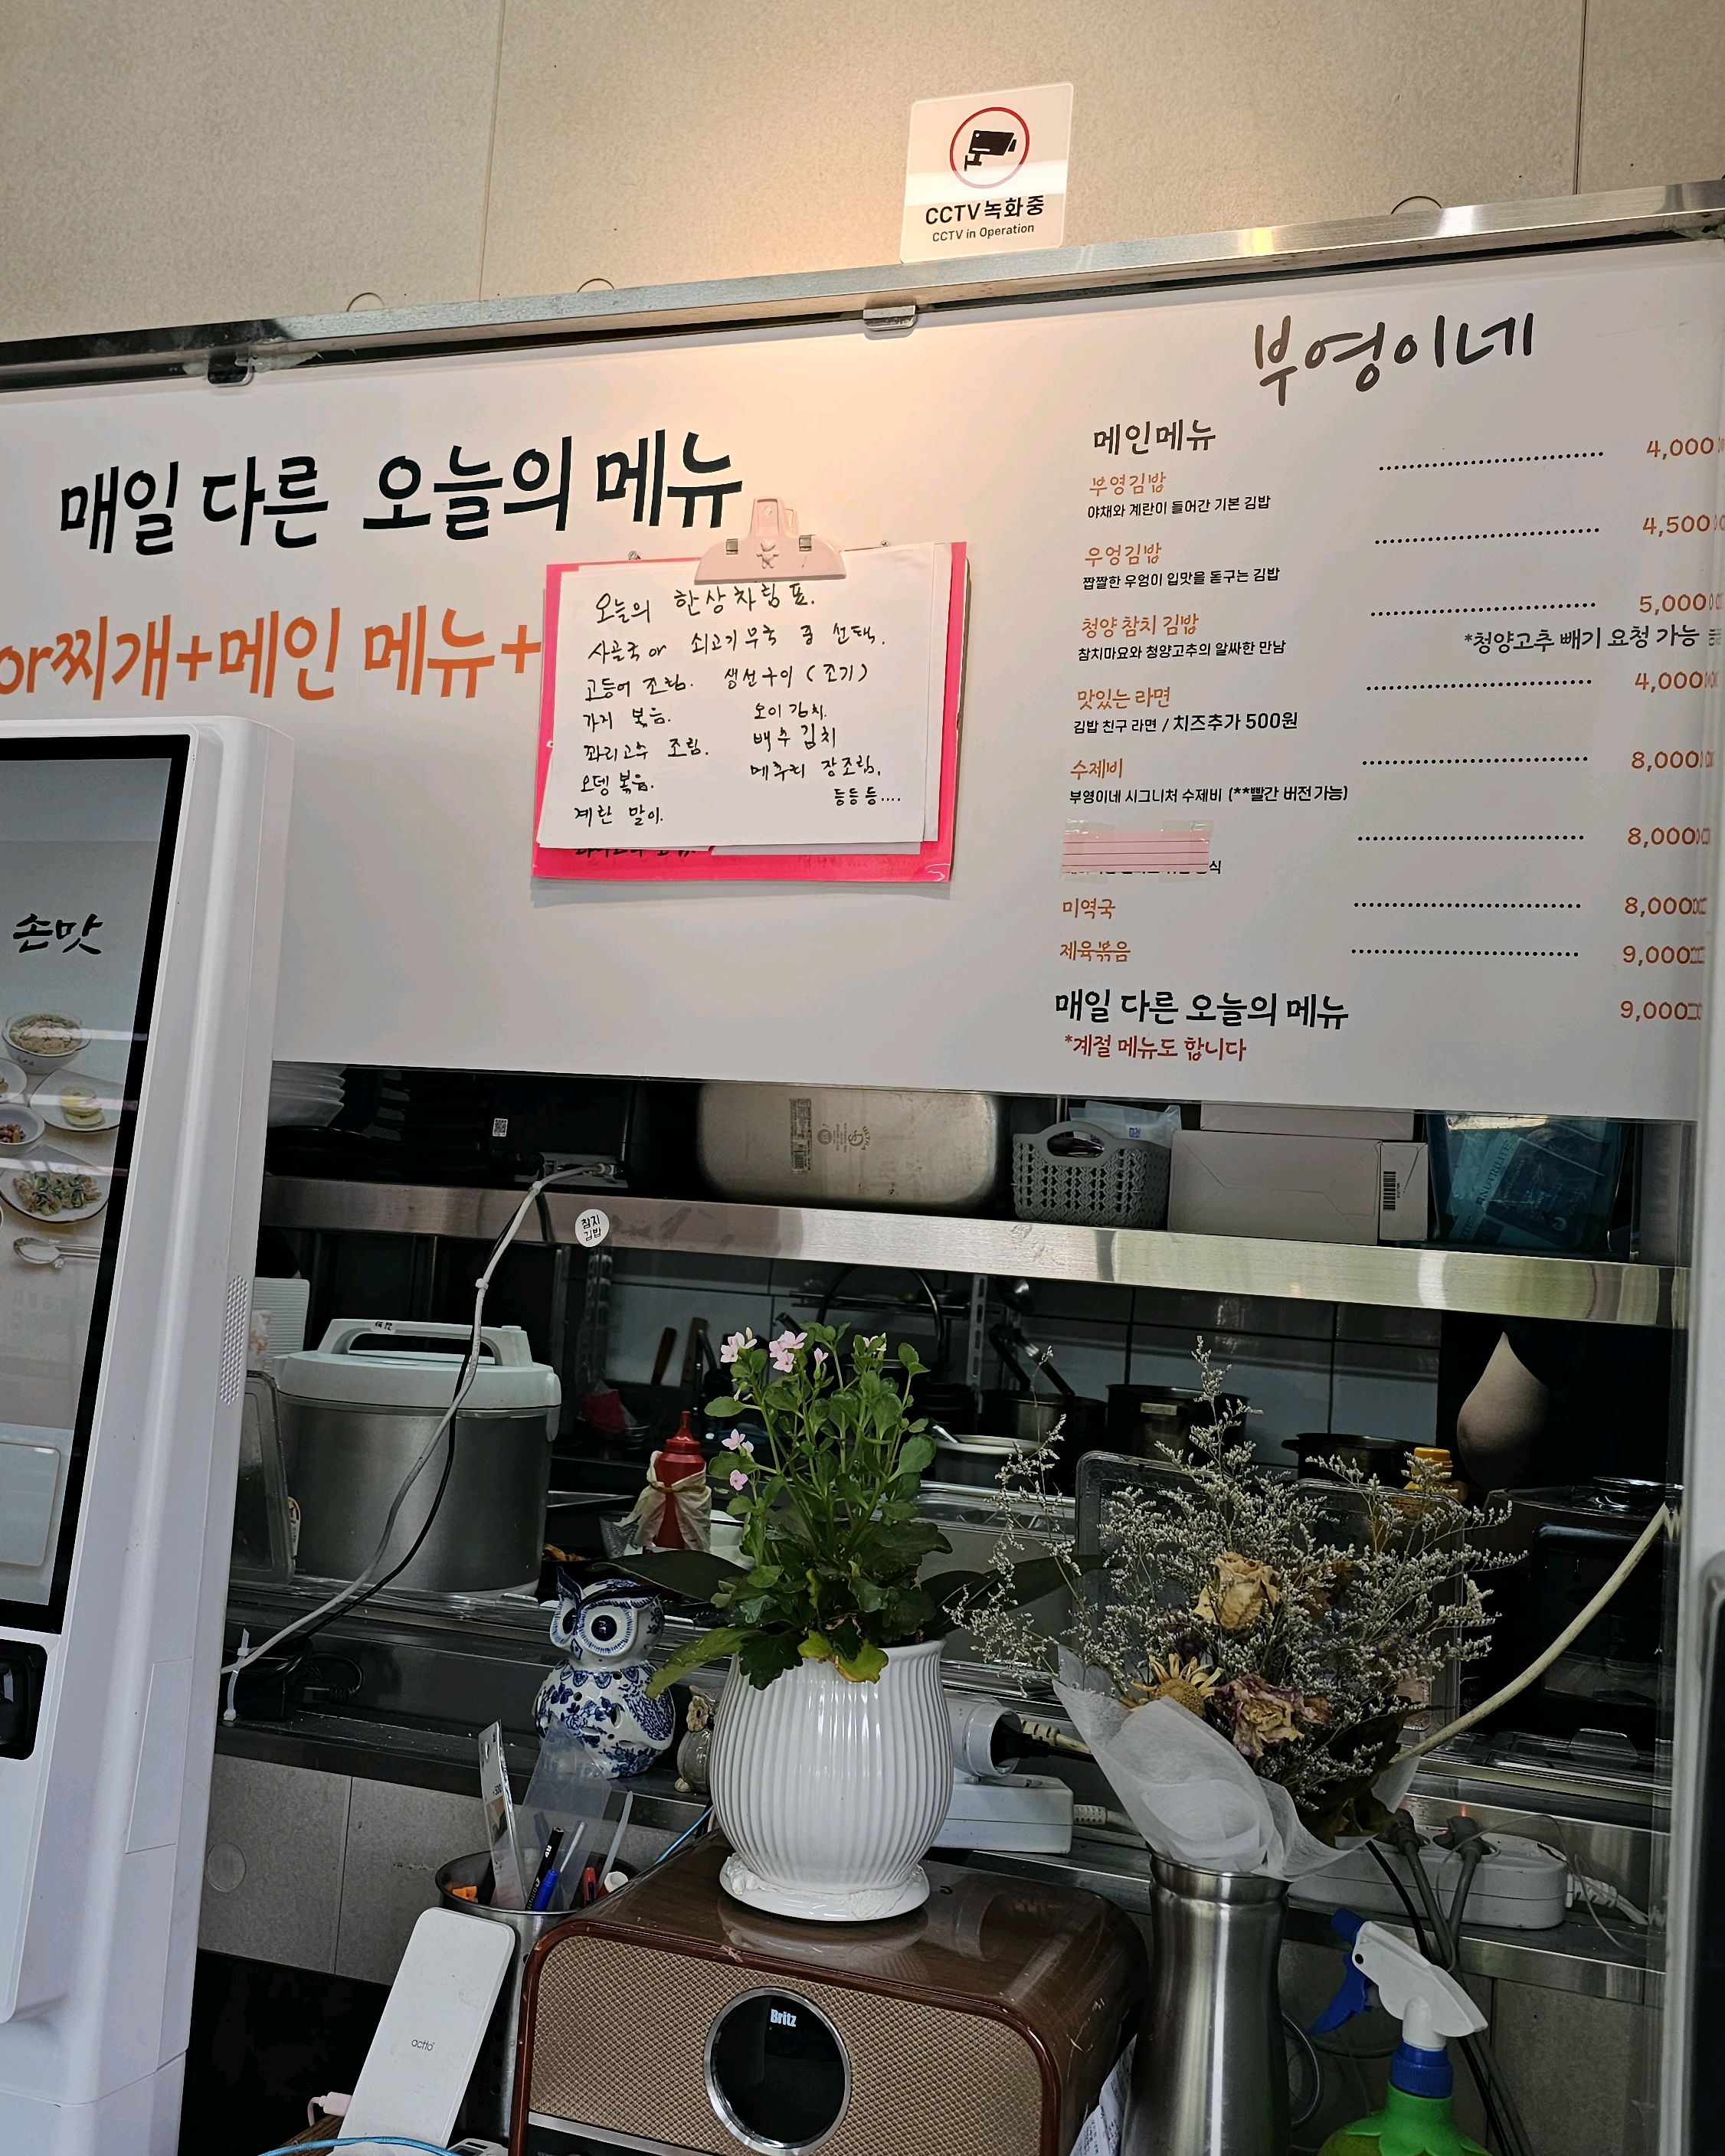 CCTV녹화중
CCTV in Operation
매일 다른 오늘의 메뉴
or찌개+메인 메뉴+
오늘의 한상차림표.
사골국 or 쇠고기무국 중 선택.
고등어 조림. 생선구이 (조기)
가지 볶음. 오이김치.
꽈리고추 조림. 배추김치
오뎅볶음. 메추리 장조림.
계란 말이. 등등등....
부영이네
메인메뉴
부영김밥 4,000
야채와 계란이 들어간 기본 김밥
우엉김밥 4,500
짭짤한 우엉이 입맛을 돋구는 김밥
청양 참치 김밥 5,000
참치마요와 청양고추의 알싸한 만남 *청양고추 빼기 요청 가능
맛있는 라면 4,000
김밥 친구 라면 / 치즈추가 500원
수제비 8,000
부영이네 시그니처 수제비 (**빨간 버전 가능)
8,000
미역국 8,000
제육볶음 9,000
매일 다른 오늘의 메뉴 9,000
*계절 메뉴도 합니다
손맛
참치
김밥
actto
Britz